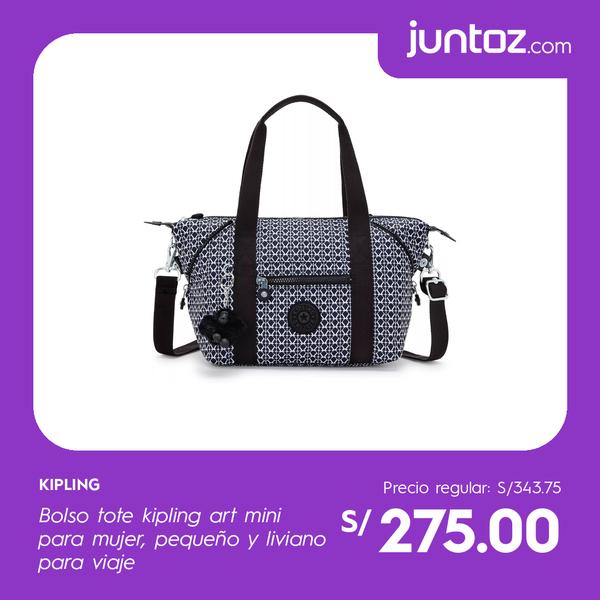 juntoz.com
KIPLING
Bolso tote kipling art mini
para mujer, pequeño y liviano
para viaje
Precio regular: S/343.75
S/ 275.00